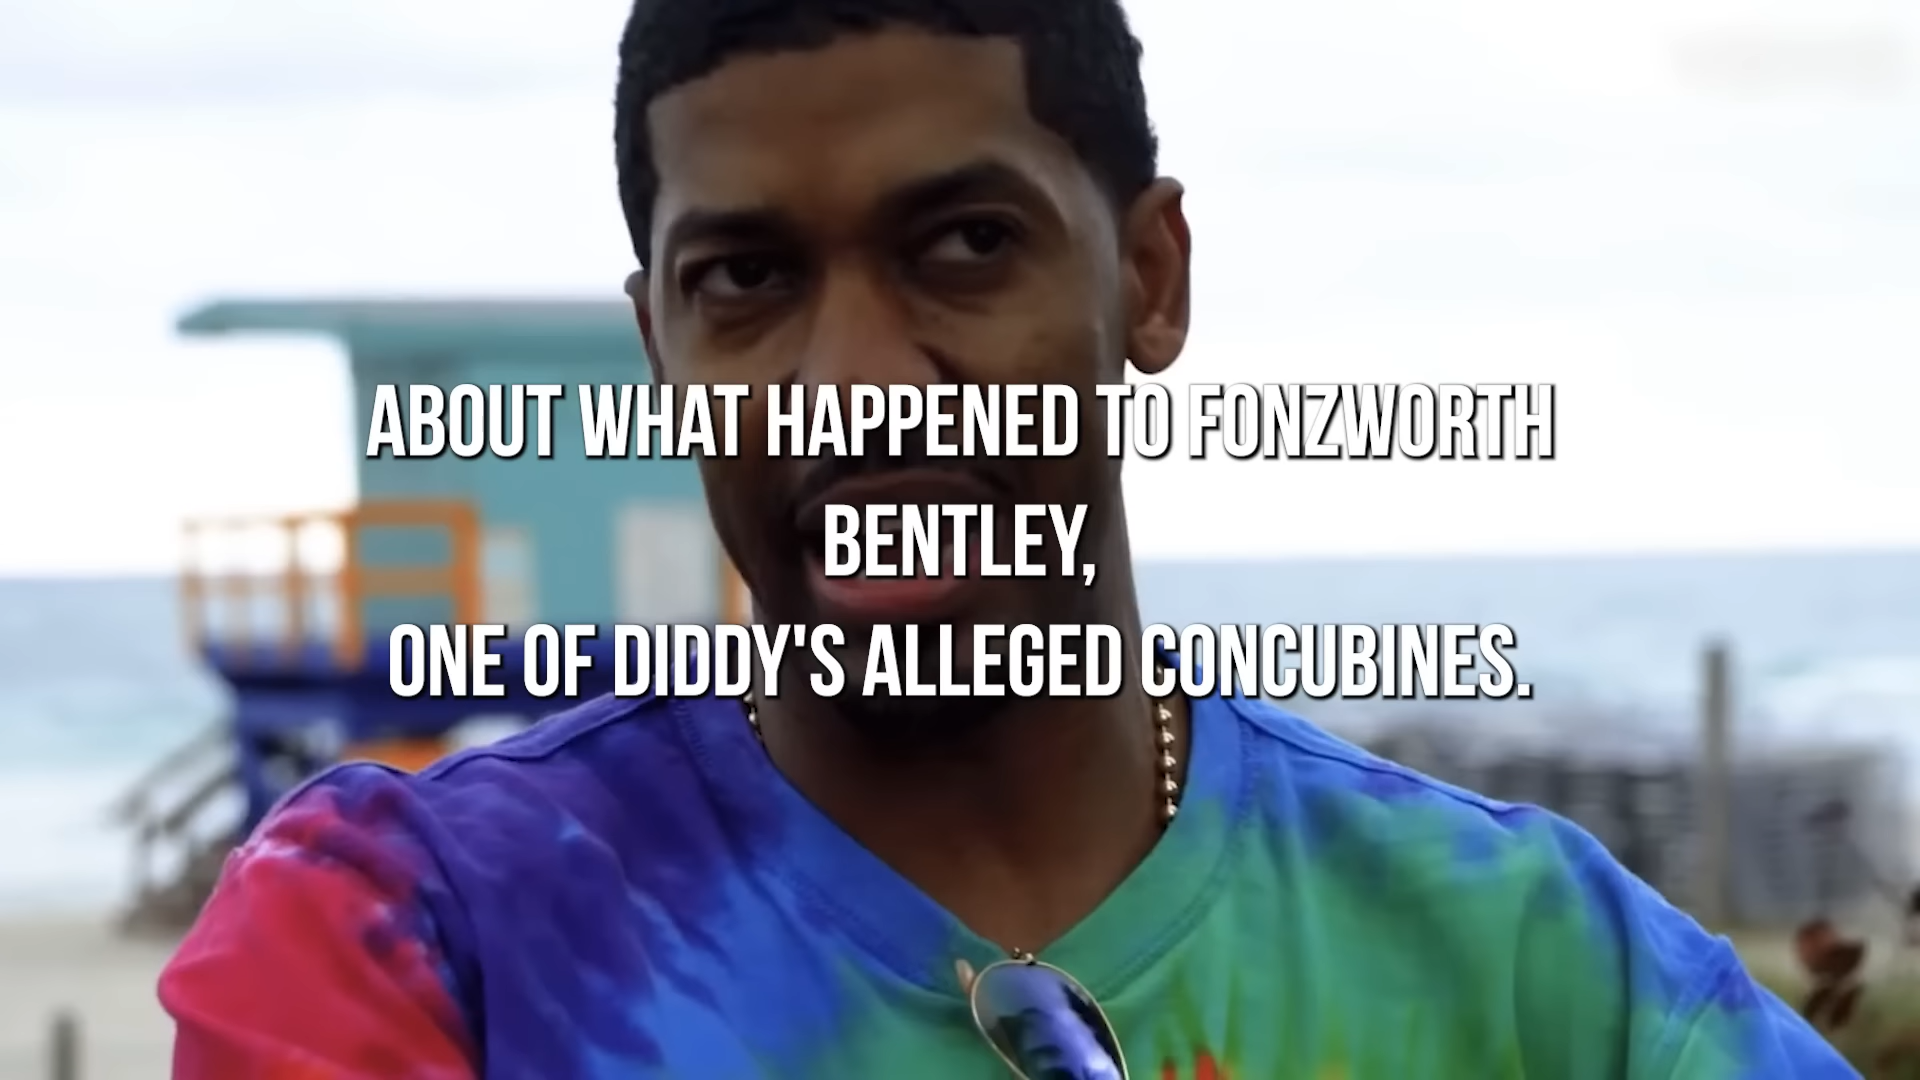 ABOUT WHAT HAPPENED TO FONZWORTH
BENTLEY,
ONE OF DIDDY'S ALLEGED CONCUBINES.